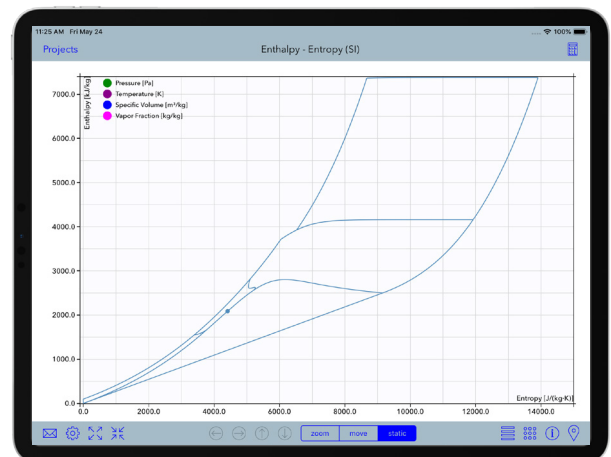 11:25 AM Fri May 24
100%
Projects
Enthalpy - Entropy (SI)
Enthalpy [kJ/kg]
Pressure [Pa]
Temperature [K]
Specific Volume [m³/kg]
Vapor Fraction [kg/kg]
7000.0
6000.0
5000.0
4000.0
3000.0
2000.0
1000.0
0.0
Entropy [J/(kg·K)]
0.0 2000.0 4000.0 6000.0 8000.0 10000.0 12000.0 14000.0
zoom move static